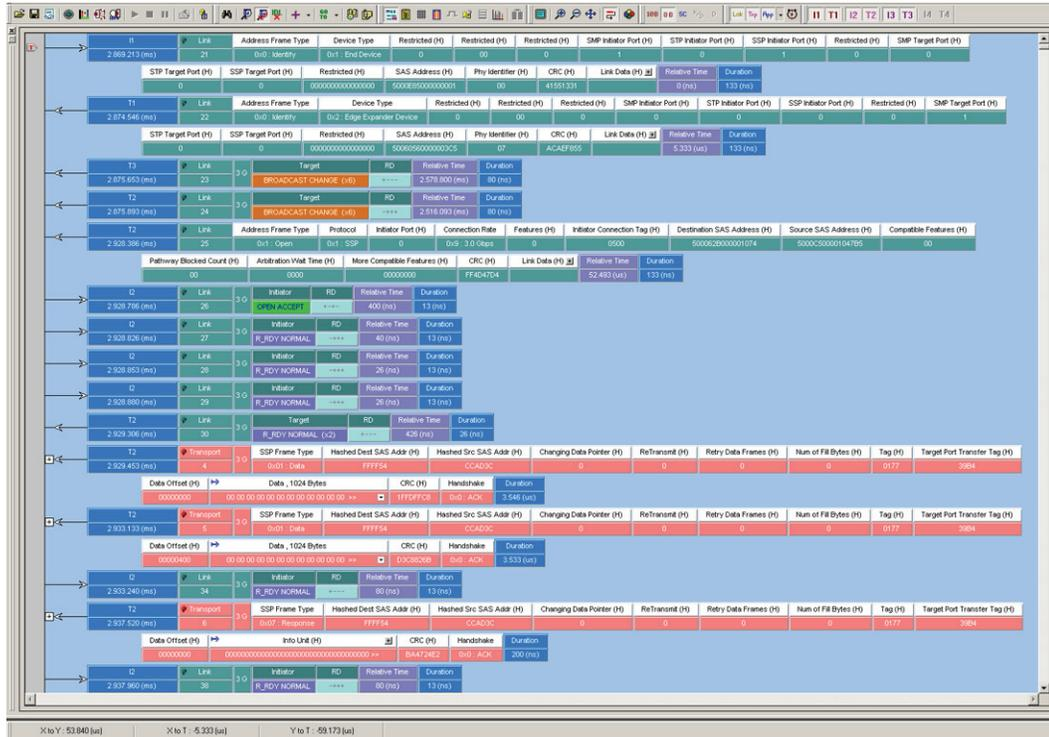 100 0B SC D Link Trp App I1 T1 I2 T2 I3 T3 I4 T4
I1 Link Address Frame Type Device Type Restricted (H) Restricted (H) Restricted (H) SMP Initiator Port (H) STP Initiator Port (H) SSP Initiator Port (H) Restricted (H) SMP Target Port (H)
2.869.213 (ms) 21 0x0 : Identify 0x1 : End Device 0 00 0 1 0 1 0 0
STP Target Port (H) SSP Target Port (H) Restricted (H) SAS Address (H) Phy Identifier (H) CRC (H) Link Data (H) Relative Time Duration
0 0 0000000000000000 5000E85000000001 00 41551331 0 (ns) 133 (ns)
T1 Link Address Frame Type Device Type Restricted (H) Restricted (H) Restricted (H) SMP Initiator Port (H) STP Initiator Port (H) SSP Initiator Port (H) Restricted (H) SMP Target Port (H)
2.874.546 (ms) 22 0x0 : Identify 0x2 : Edge Expander Device 0 00 0 0 0 0 0 1
STP Target Port (H) SSP Target Port (H) Restricted (H) SAS Address (H) Phy Identifier (H) CRC (H) Link Data (H) Relative Time Duration
0 0 0000000000000000 50060560000003C5 07 ACAEF855 5.333 (us) 133 (ns)
T3 Link 3 G Target RD Relative Time Duration
2.875.653 (ms) 23 BROADCAST CHANGE (x6) +--- 2.578.800 (ms) 80 (ns)
T2 Link 3 G Target RD Relative Time Duration
2.875.893 (ms) 24 BROADCAST CHANGE (x6) -+++ 2.516.093 (ms) 80 (ns)
T2 Link Address Frame Type Protocol Initiator Port (H) Connection Rate Features (H) Initiator Connection Tag (H) Destination SAS Address (H) Source SAS Address (H) Compatible Features (H)
2.928.386 (ms) 25 0x1 : Open 0x1 : SSP 0 0x9 : 3.0 Gbps 0 0500 500062B000001074 5000C500001047B5 00
Pathway Blocked Count (H) Arbitration Wait Time (H) More Compatible Features (H) CRC (H) Link Data (H) Relative Time Duration
00 0000 00000000 FF4D47D4 52.493 (us) 133 (ns)
I2 Link 3 G Initiator RD Relative Time Duration
2.928.786 (ms) 26 OPEN ACCEPT +-+- 400 (ns) 13 (ns)
I2 Link 3 G Initiator RD Relative Time Duration
2.928.826 (ms) 27 R_RDY NORMAL -+++ 40 (ns) 13 (ns)
I2 Link 3 G Initiator RD Relative Time Duration
2.928.853 (ms) 28 R_RDY NORMAL -+++ 26 (ns) 13 (ns)
I2 Link 3 G Initiator RD Relative Time Duration
2.928.880 (ms) 29 R_RDY NORMAL -+++ 26 (ns) 13 (ns)
T2 Link 3 G Target RD Relative Time Duration
2.929.306 (ms) 30 R_RDY NORMAL (x2) +--- 426 (ns) 26 (ns)
T2 Transport 3 G SSP Frame Type Hashed Dest SAS Addr (H) Hashed Src SAS Addr (H) Changing Data Pointer (H) ReTransmit (H) Retry Data Frames (H) Num of Fill Bytes (H) Tag (H) Target Port Transfer Tag (H)
2.929.453 (ms) 4 0x01 : Data FFFF54 CCAD3C 0 0 0 0 0177 39B4
Data Offset (H) Data , 1024 Bytes CRC (H) Handshake Duration
00000000 00 00 00 00 00 00 00 00 00 00 00 >> 1FFDFFC8 0x0 : ACK 3.546 (us)
T2 Transport 3 G SSP Frame Type Hashed Dest SAS Addr (H) Hashed Src SAS Addr (H) Changing Data Pointer (H) ReTransmit (H) Retry Data Frames (H) Num of Fill Bytes (H) Tag (H) Target Port Transfer Tag (H)
2.933.133 (ms) 5 0x01 : Data FFFF54 CCAD3C 0 0 0 0 0177 39B4
Data Offset (H) Data , 1024 Bytes CRC (H) Handshake Duration
00000400 00 00 00 00 00 00 00 00 00 00 00 >> D3C8826B 0x0 : ACK 3.533 (us)
I2 Link 3 G Initiator RD Relative Time Duration
2.933.240 (ms) 34 R_RDY NORMAL +--- 80 (ns) 13 (ns)
T2 Transport 3 G SSP Frame Type Hashed Dest SAS Addr (H) Hashed Src SAS Addr (H) Changing Data Pointer (H) ReTransmit (H) Retry Data Frames (H) Num of Fill Bytes (H) Tag (H) Target Port Transfer Tag (H)
2.937.520 (ms) 6 0x07 : Response FFFF54 CCAD3C 0 0 0 0 0177 39B4
Data Offset (H) Info Unit (H) CRC (H) Handshake Duration
00000000 BA4724E2 0x0 : ACK 200 (ns)
I2 Link 3 G Initiator RD Relative Time Duration
2.937.960 (ms) 38 R_RDY NORMAL -+++ 80 (ns) 13 (ns)
X to Y : 53.840 (us) X to T : -5.333 (us) Y to T : -59.173 (us)